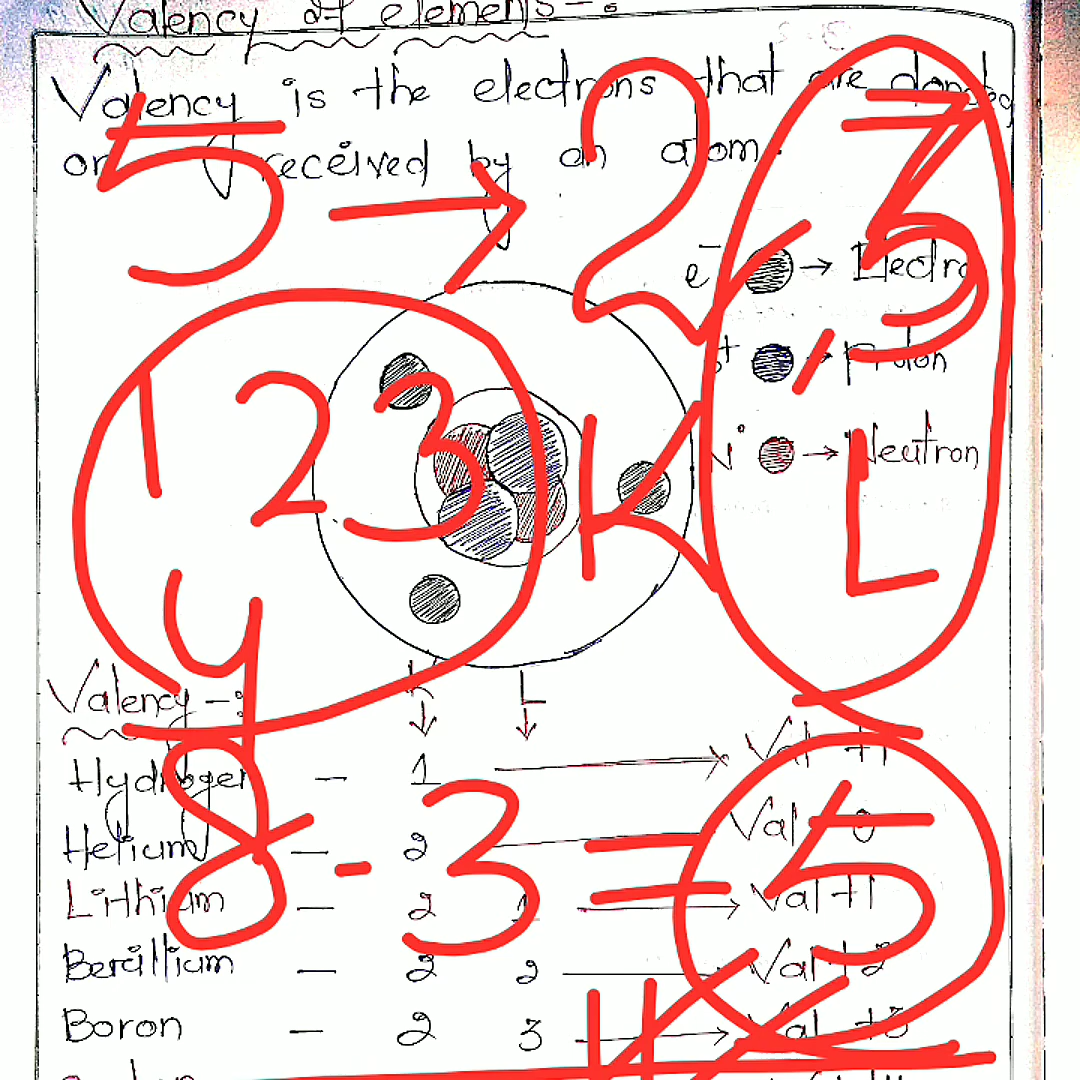 Valency of elements-:
Valency is the electrons that are
or received by an atom.
5 → 2, 3, 5
e⁻ → Electro
→ Proton
→ Neutron
1 2 3
K L
4
Valency -:
K L
Hydrogen - 1 → Val +1
Helium - 2 Val 0
Lithium - 2 1 → Val +1
Berillium - 2 2 Val +2
Boron - 2 3 → Val +3
8 - 3 = 5